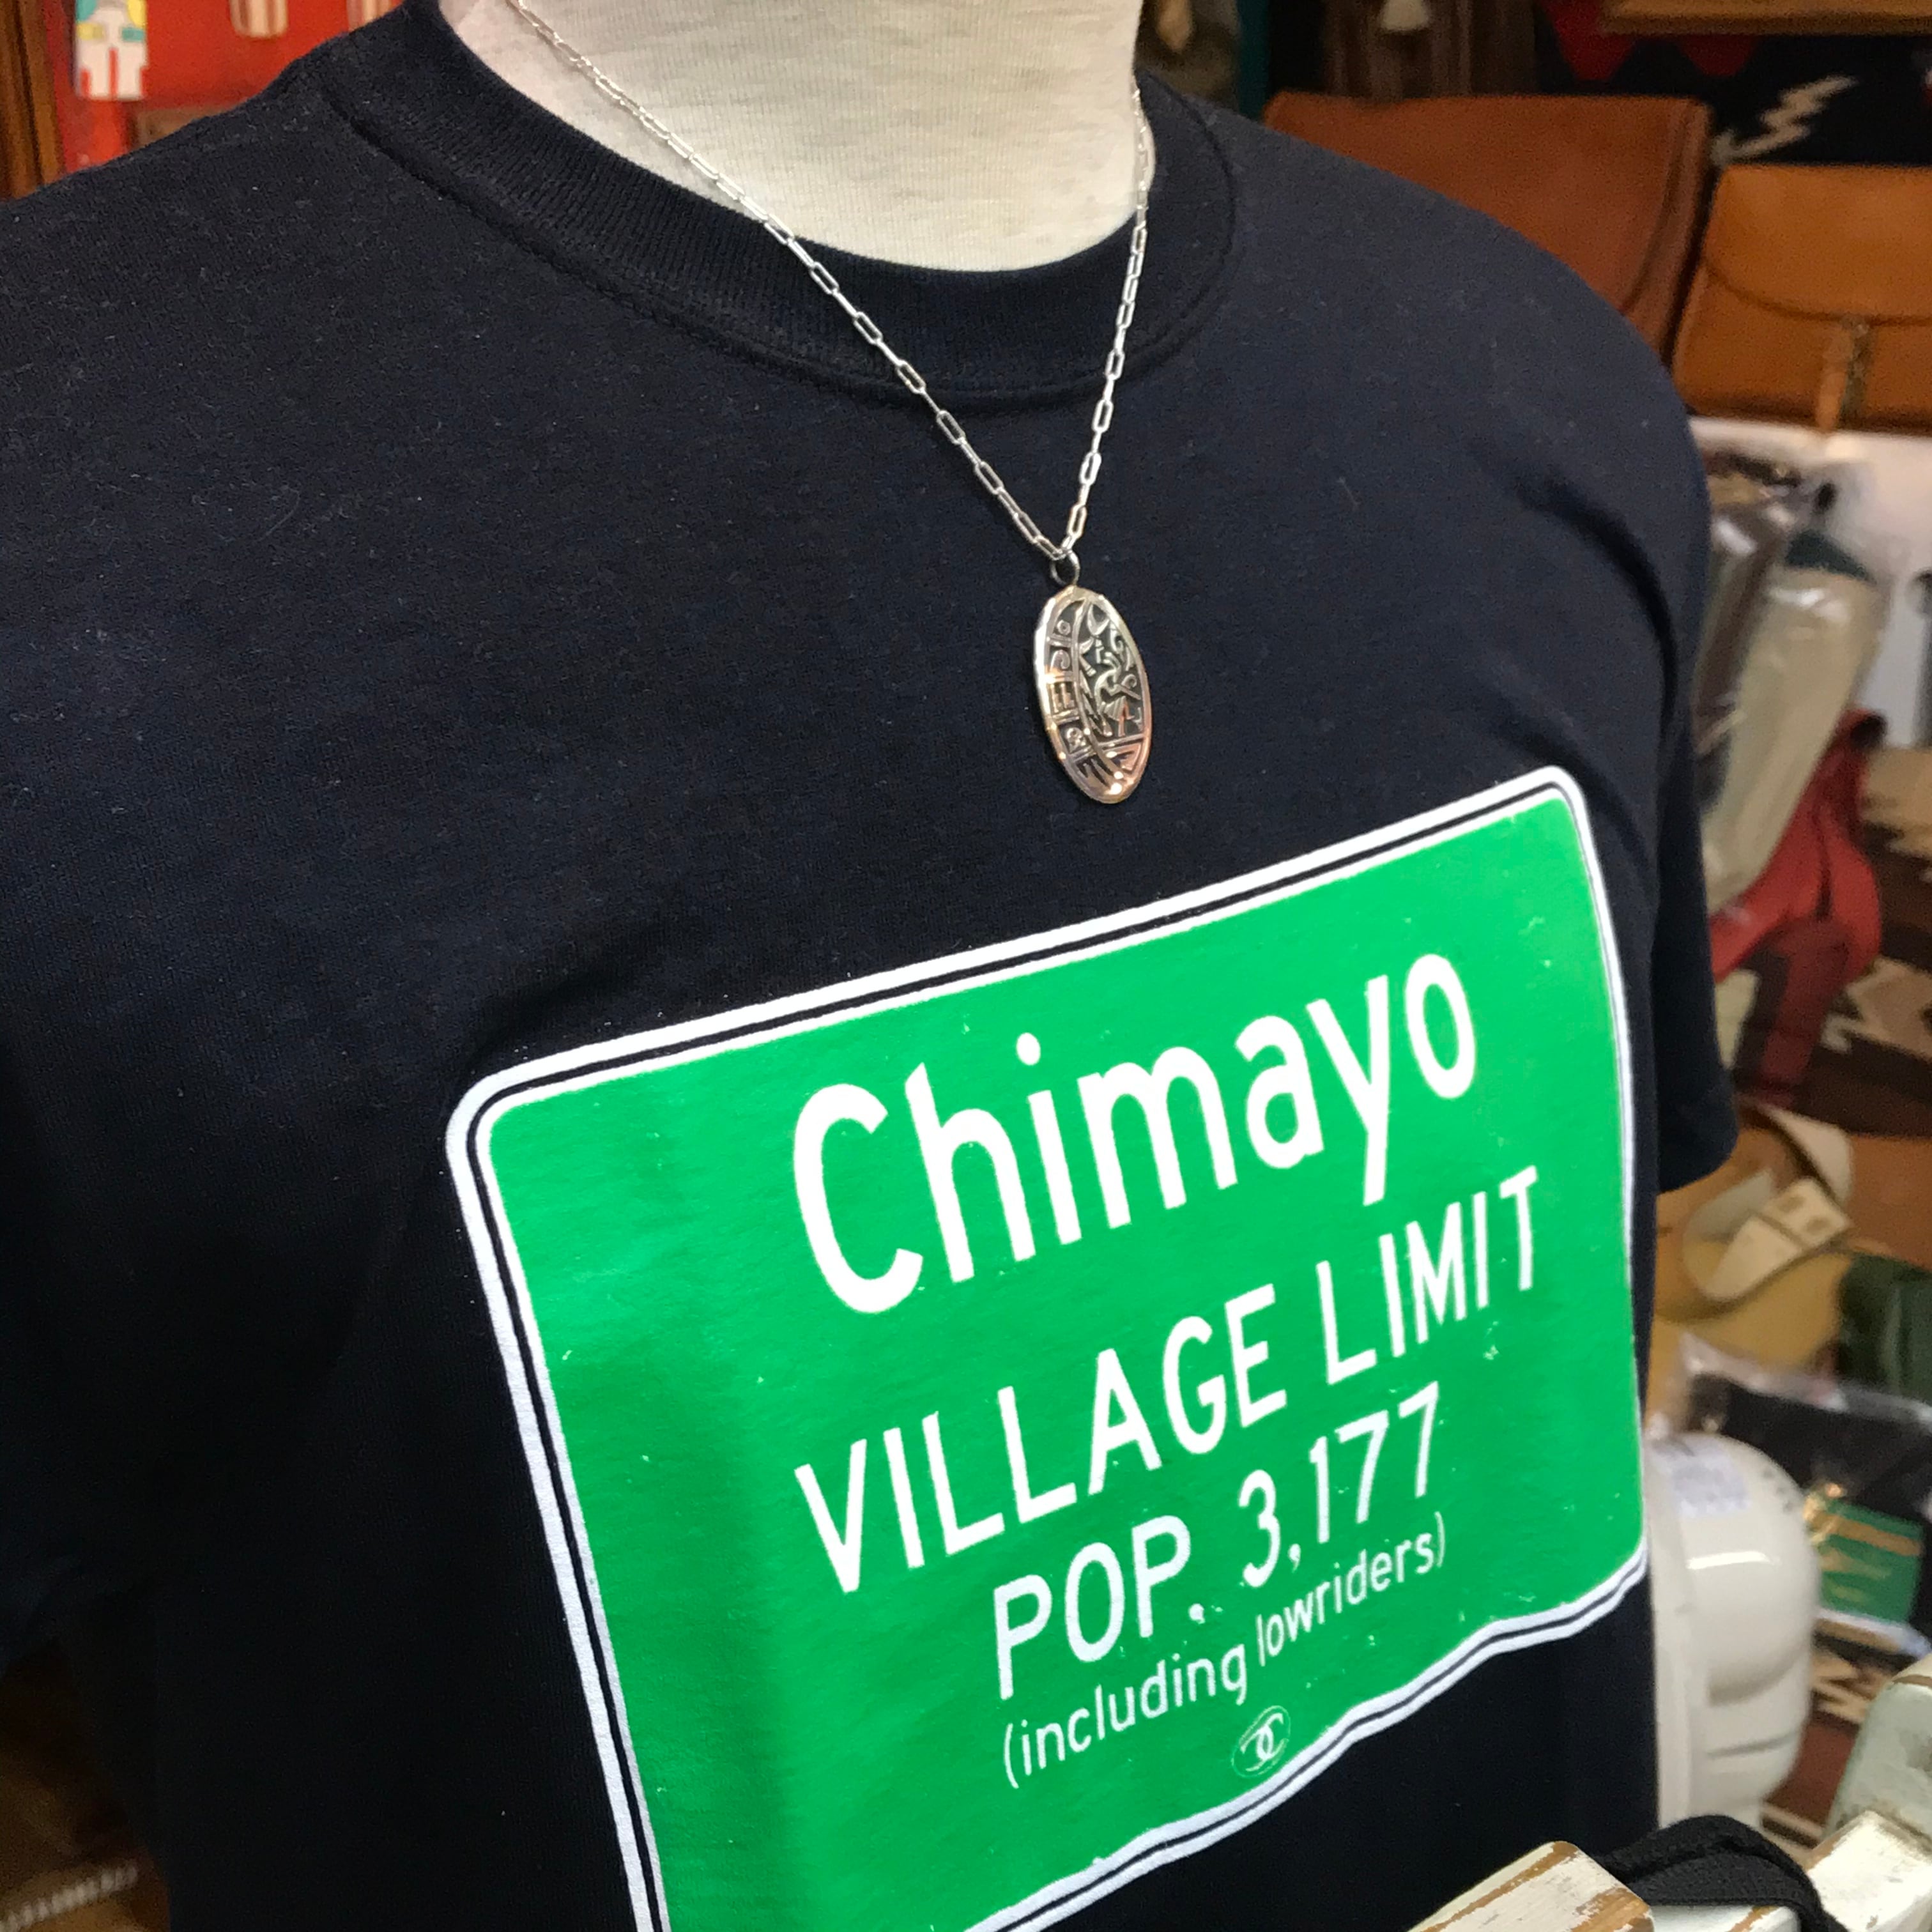 Chimayo
VILLAGE LIMIT
POP. 3,177
(including lowriders)